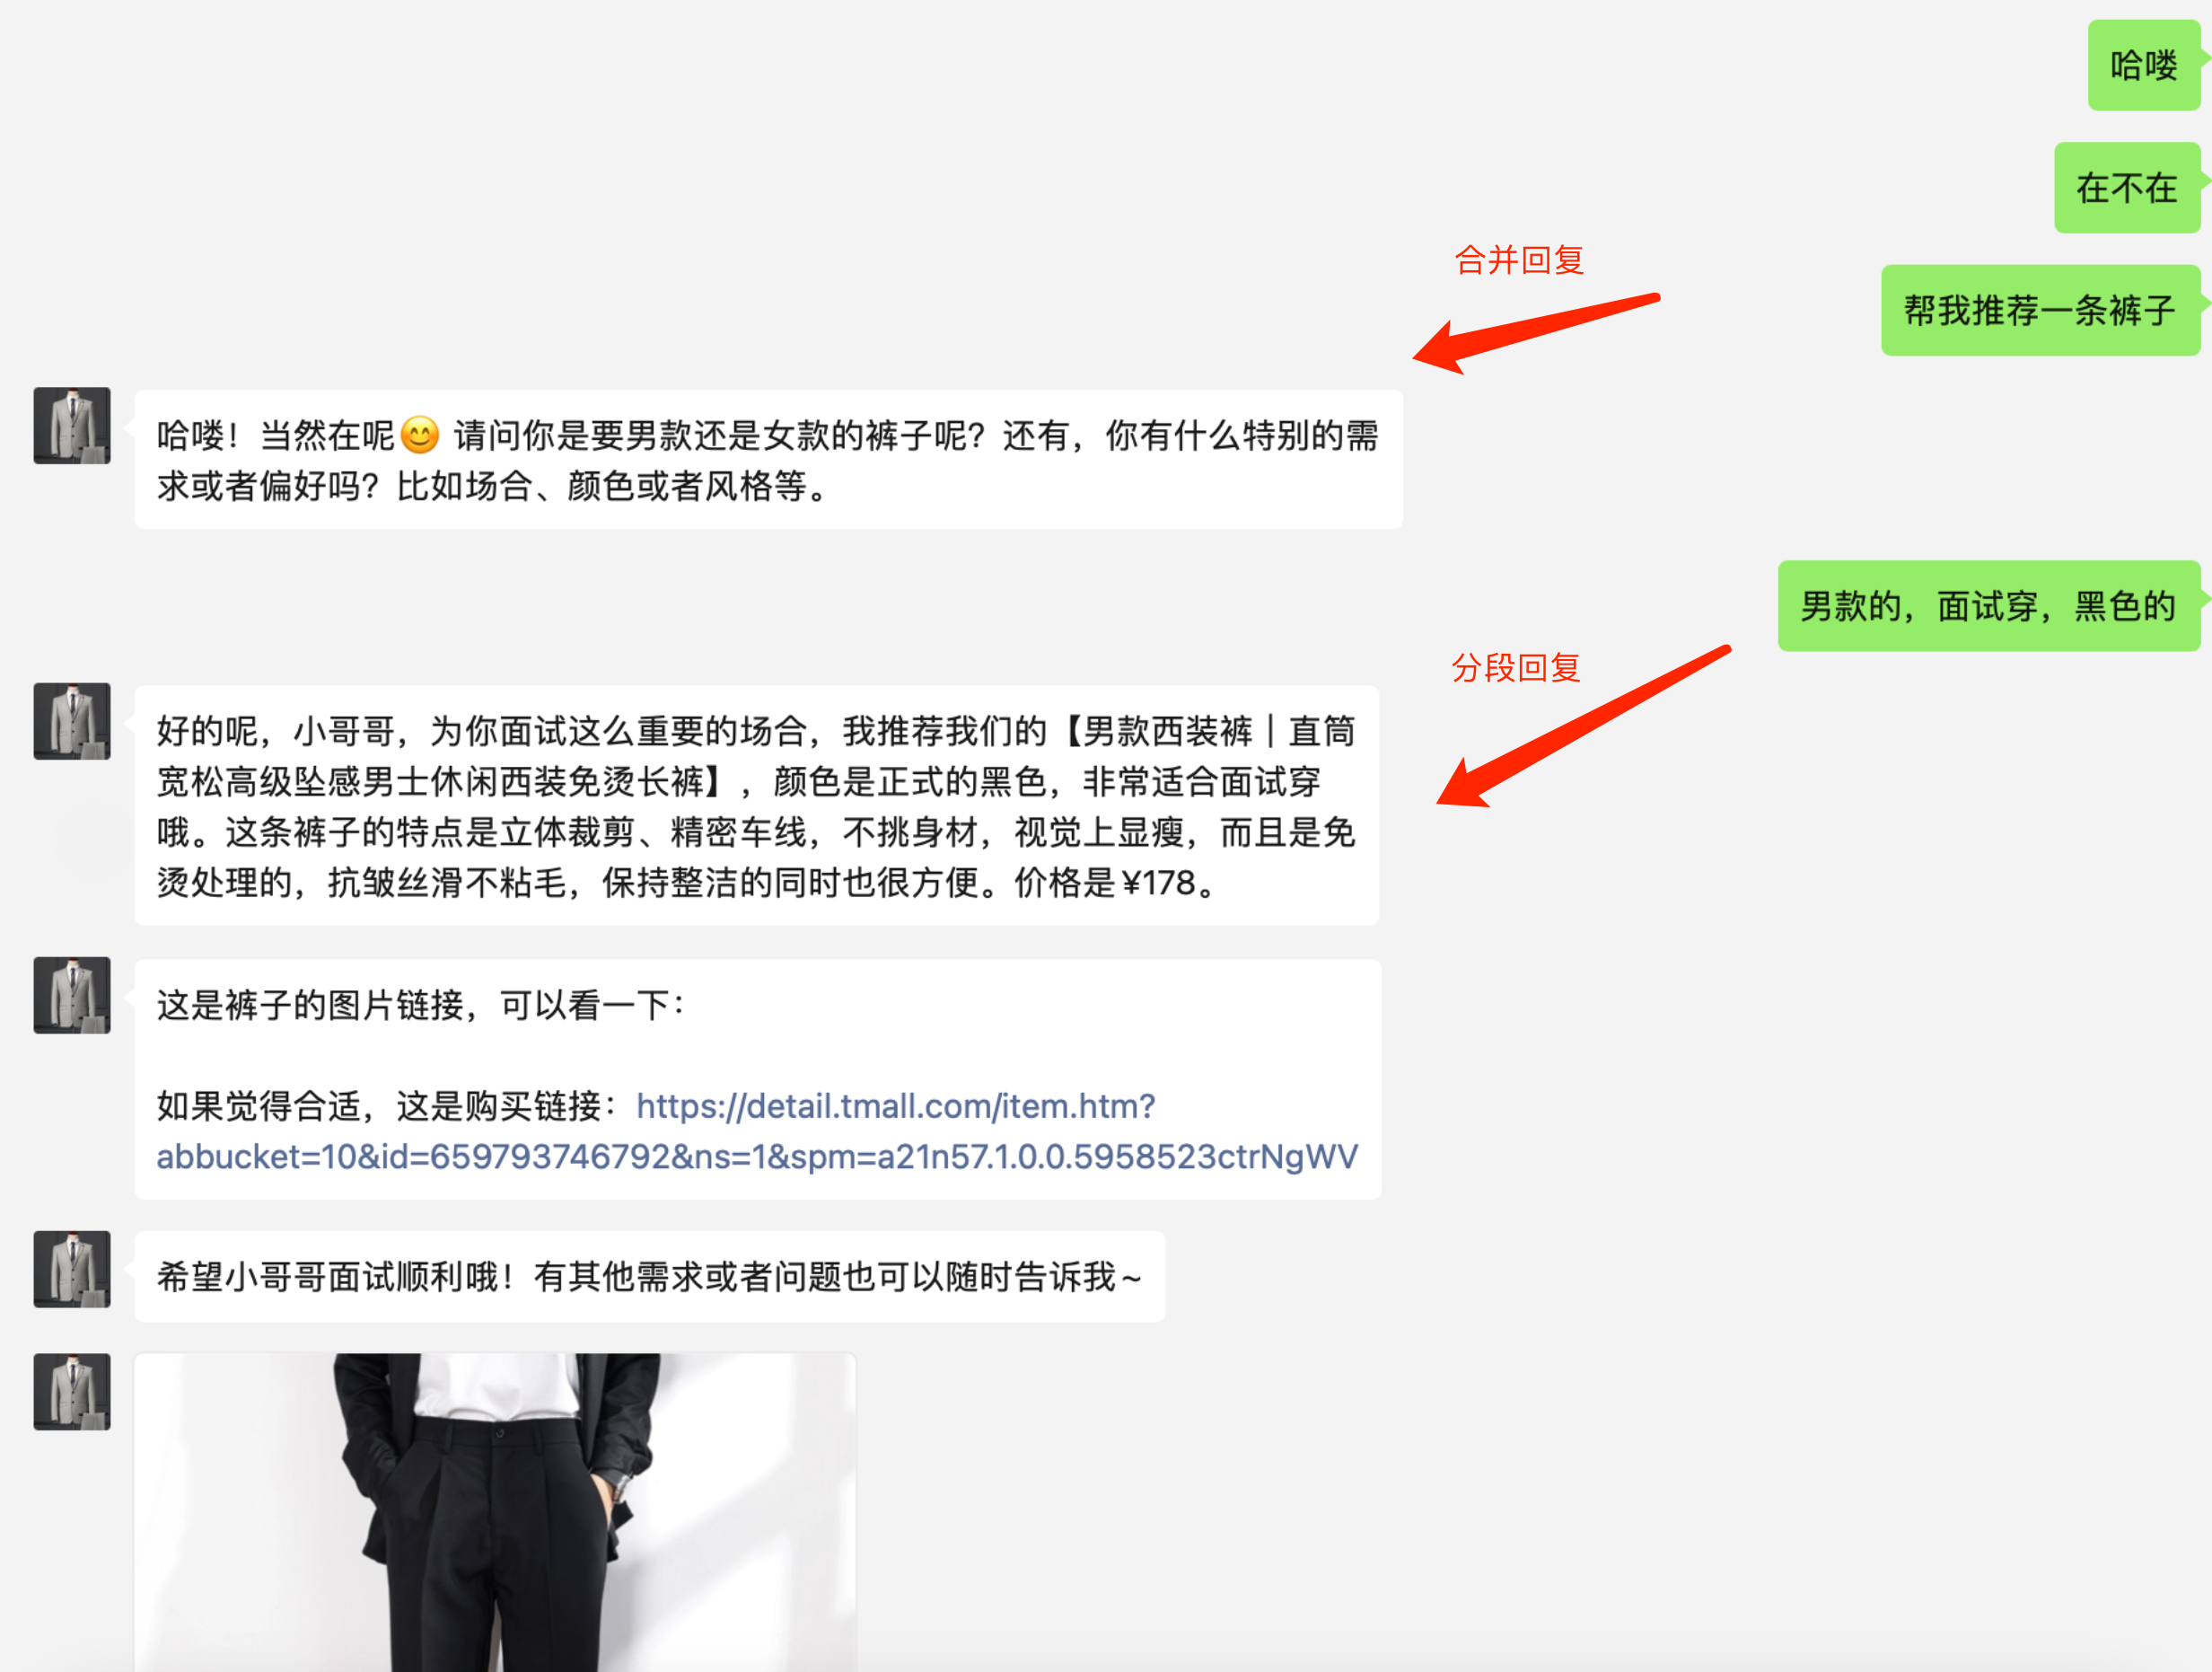 哈喽
在不在
合并回复
帮我推荐一条裤子
哈喽！当然在呢😊 请问你是要男款还是女款的裤子呢？还有，你有什么特别的需
求或者偏好吗？比如场合、颜色或者风格等。
男款的，面试穿，黑色的
分段回复
好的呢，小哥哥，为你面试这么重要的场合，我推荐我们的【男款西装裤｜直筒
宽松高级坠感男士休闲西装免烫长裤】，颜色是正式的黑色，非常适合面试穿
哦。这条裤子的特点是立体裁剪、精密车线，不挑身材，视觉上显瘦，而且是免
烫处理的，抗皱丝滑不粘毛，保持整洁的同时也很方便。价格是¥178。
这是裤子的图片链接，可以看一下：
如果觉得合适，这是购买链接：https://detail.tmall.com/item.htm?
abbucket=10&id=659793746792&ns=1&spm=a21n57.1.0.0.5958523ctrNgWV
希望小哥哥面试顺利哦！有其他需求或者问题也可以随时告诉我~